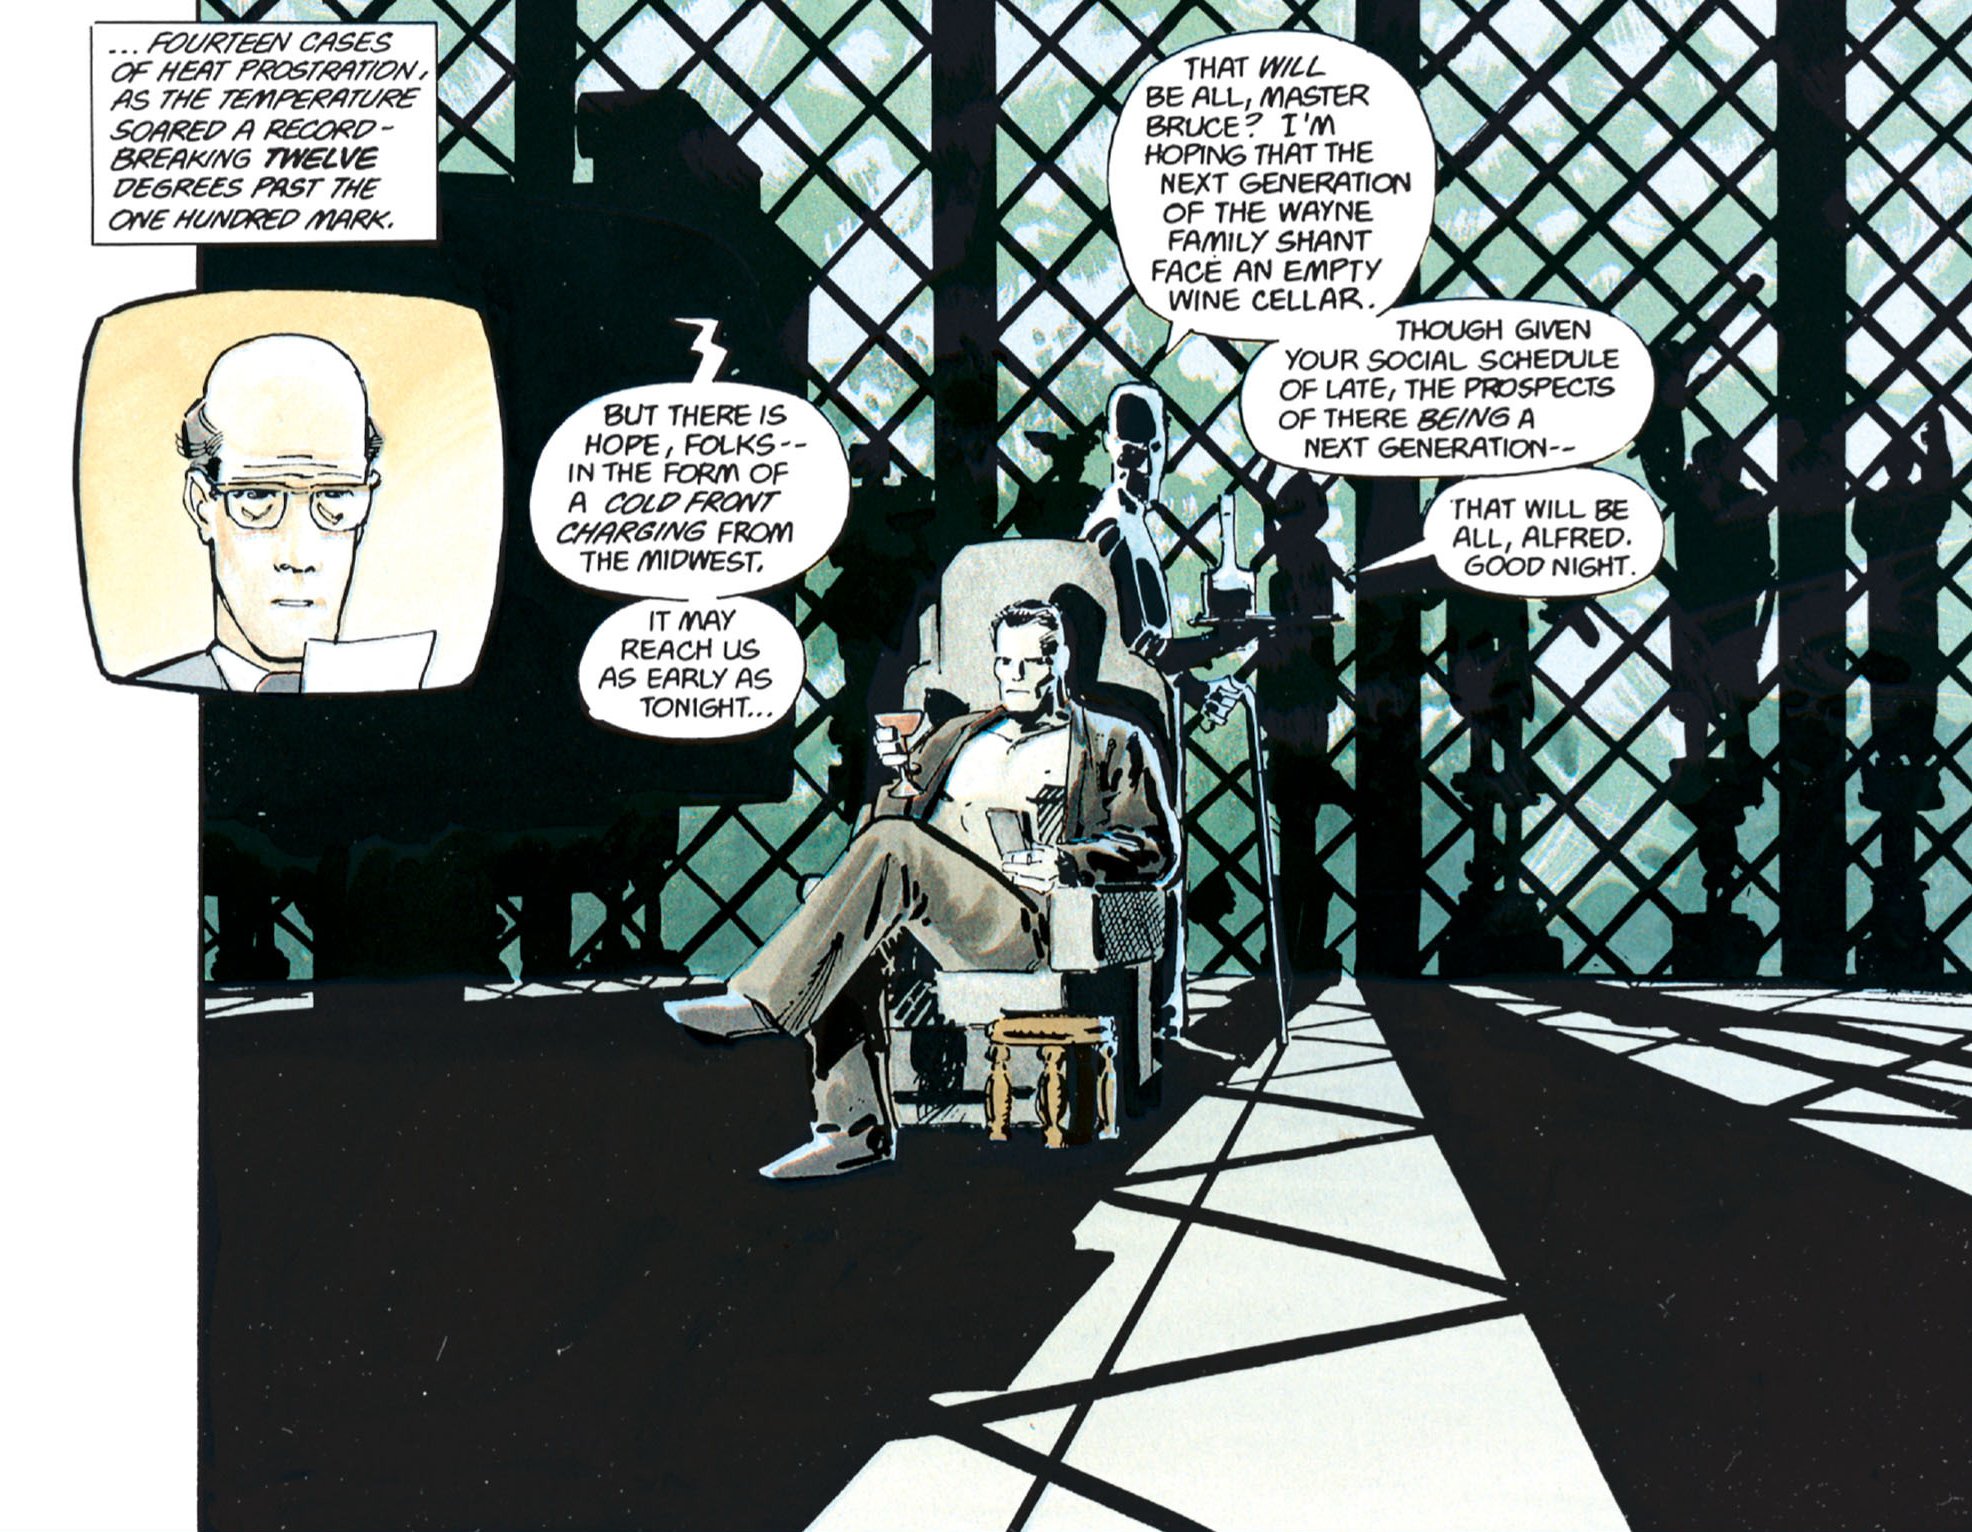 ... FOURTEEN CASES
OF HEAT PROSTRATION,
AS THE TEMPERATURE
SOARED A RECORD-
BREAKING TWELVE
DEGREES PAST THE
ONE HUNDRED MARK.
BUT THERE IS
HOPE, FOLKS--
IN THE FORM OF
A COLD FRONT
CHARGING FROM
THE MIDWEST.
IT MAY
REACH US
AS EARLY AS
TONIGHT...
THAT WILL
BE ALL, MASTER
BRUCE? I'M
HOPING THAT THE
NEXT GENERATION
OF THE WAYNE
FAMILY SHANT
FACE AN EMPTY
WINE CELLAR.
THOUGH GIVEN
YOUR SOCIAL SCHEDULE
OF LATE, THE PROSPECTS
OF THERE BEING A
NEXT GENERATION--
THAT WILL BE
ALL, ALFRED.
GOOD NIGHT.